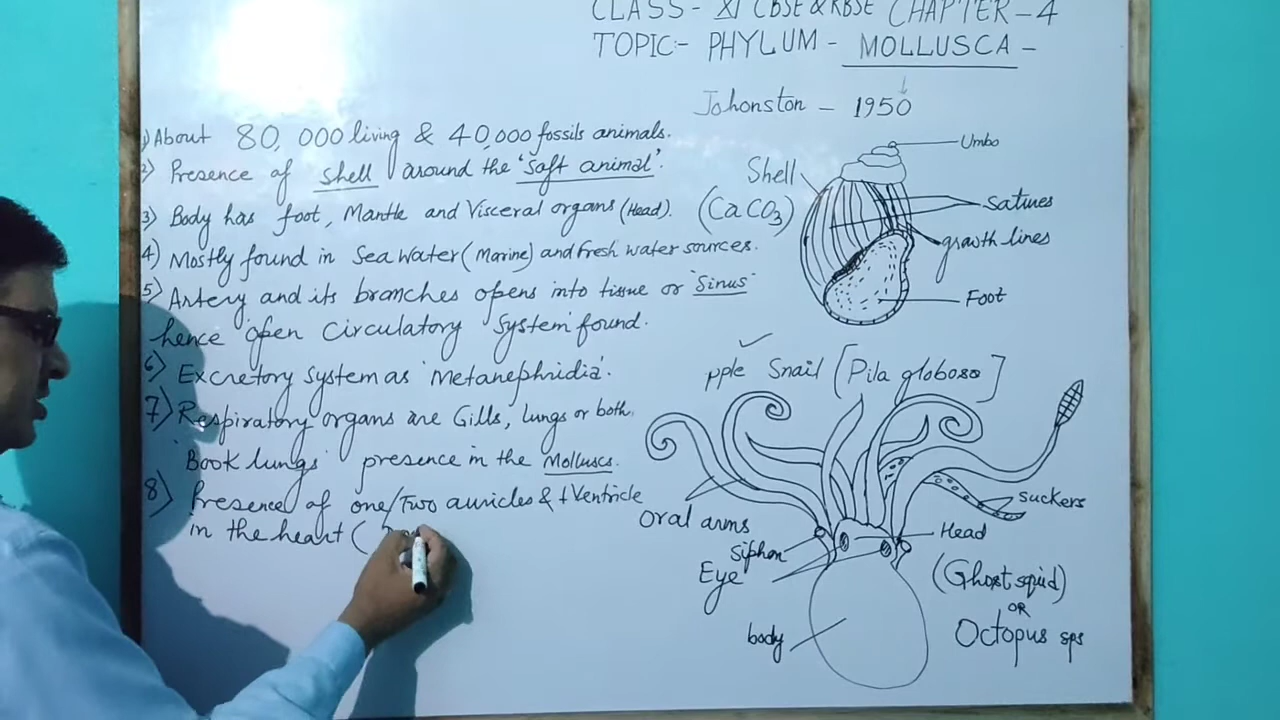 CLASS - XI CBSE & RBSE CHAPTER - 4
TOPIC:- PHYLUM - MOLLUSCA -
Johonston - 1950
1) About 80,000 living & 40,000 fossils animals.
2) Presence of shell around the 'Soft animal'.
3) Body has foot, Mantle and Visceral organs (Head).
4) Mostly found in Sea Water (Marine) and Fresh water sources.
5) Artery and its branches opens into tissue or "Sinus"
hence open Circulatory System found.
6) Excretory System as 'Metanephridia'.
7) Respiratory organs are Gills, lungs or both.
'Book lungs' presence in the Molluscs.
8) Presence of one/Two auricles & 1 Ventricle
in the heart (
Umbo
Shell
(CaCO3)
Satures
growth lines
Foot
pple Snail [Pila globosa]
Suckers
Oral arms
Siphon
Head
Eye
(Ghost squid)
OR
Octopus sps
body